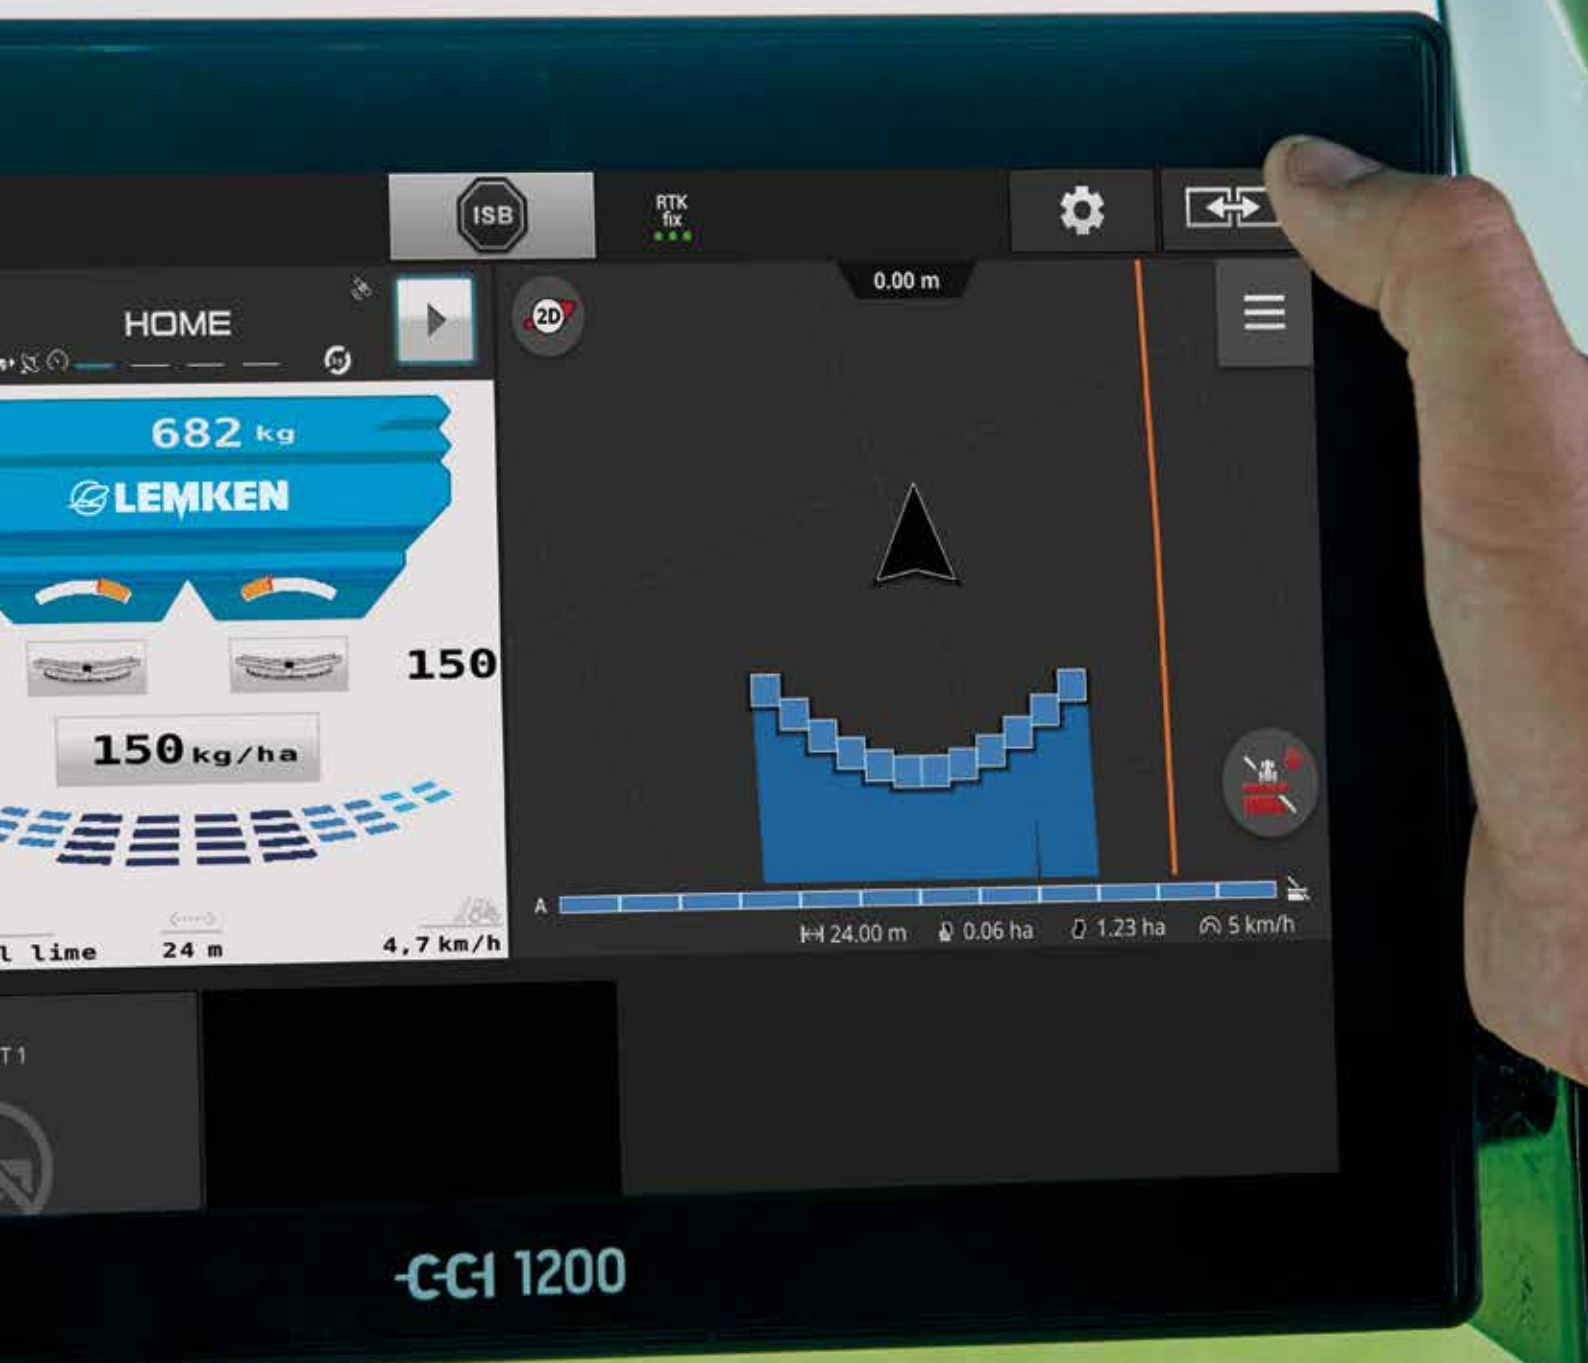 ISB
RTK
fix
HOME
2D
0.00 m
682 kg
LEMKEN
150
150 kg/ha
A
24.00 m 0.06 ha 1.23 ha 5 km/h
l lime 24 m 4,7 km/h
T 1
CCI 1200